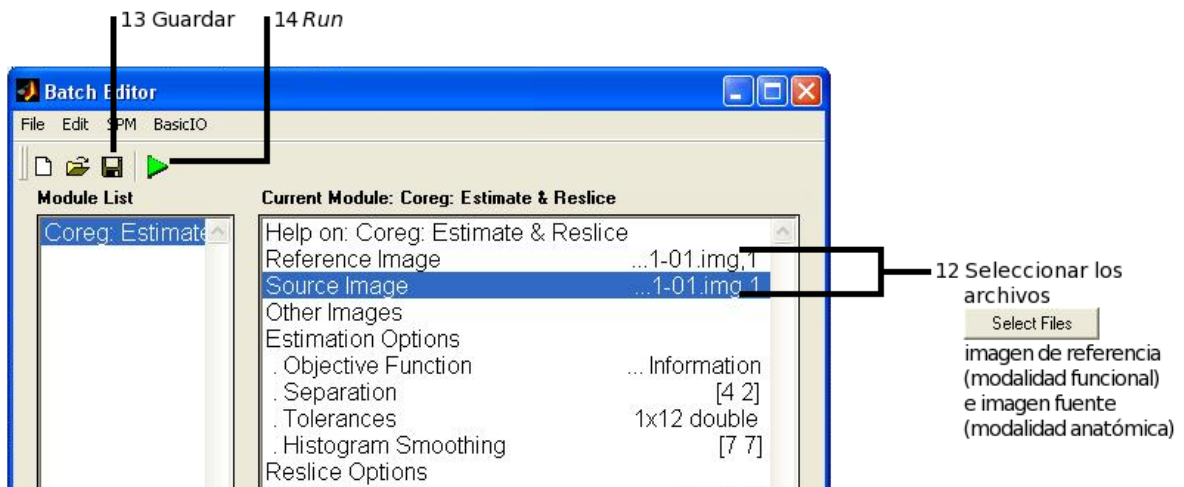 13 Guardar
14 Run
Batch Editor
File Edit SPM BasicIO
Module List
Current Module: Coreg: Estimate & Reslice
Coreg: Estimate
Help on: Coreg: Estimate & Reslice
Reference Image ...1-01.img,1
Source Image ...1-01.img,1
Other Images
Estimation Options
. Objective Function ... Information
. Separation [4 2]
. Tolerances 1x12 double
. Histogram Smoothing [7 7]
Reslice Options
12 Seleccionar los
archivos
Select Files
imagen de referencia
(modalidad funcional)
e imagen fuente
(modalidad anatómica)